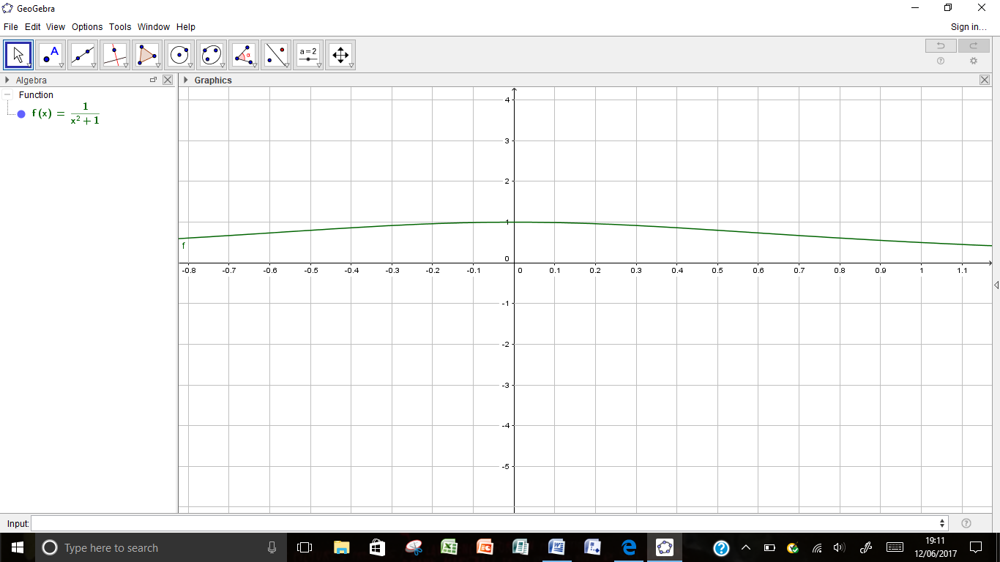 GeoGebra
File Edit View Options Tools Window Help Sign in...
A α a = 2
Algebra
Graphics
Function
f (x) = 1 / (x² + 1)
4
3
2
1
f
0
-0.8 -0.7 -0.6 -0.5 -0.4 -0.3 -0.2 -0.1 0 0.1 0.2 0.3 0.4 0.5 0.6 0.7 0.8 0.9 1 1.1
-1
-2
-3
-4
-5
Input:
Type here to search
19:11
12/06/2017